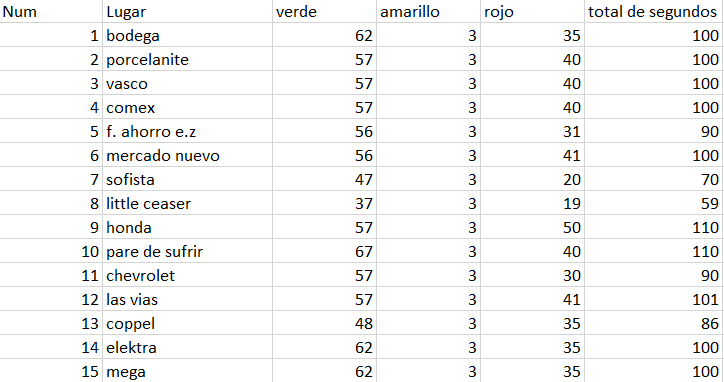 Num Lugar verde amarillo rojo total de segundos
1 bodega 62 3 35 100
2 porcelanite 57 3 40 100
3 vasco 57 3 40 100
4 comex 57 3 40 100
5 f. ahorro e.z 56 3 31 90
6 mercado nuevo 56 3 41 100
7 sofista 47 3 20 70
8 little ceaser 37 3 19 59
9 honda 57 3 50 110
10 pare de sufrir 67 3 40 110
11 chevrolet 57 3 30 90
12 las vias 57 3 41 101
13 coppel 48 3 35 86
14 elektra 62 3 35 100
15 mega 62 3 35 100